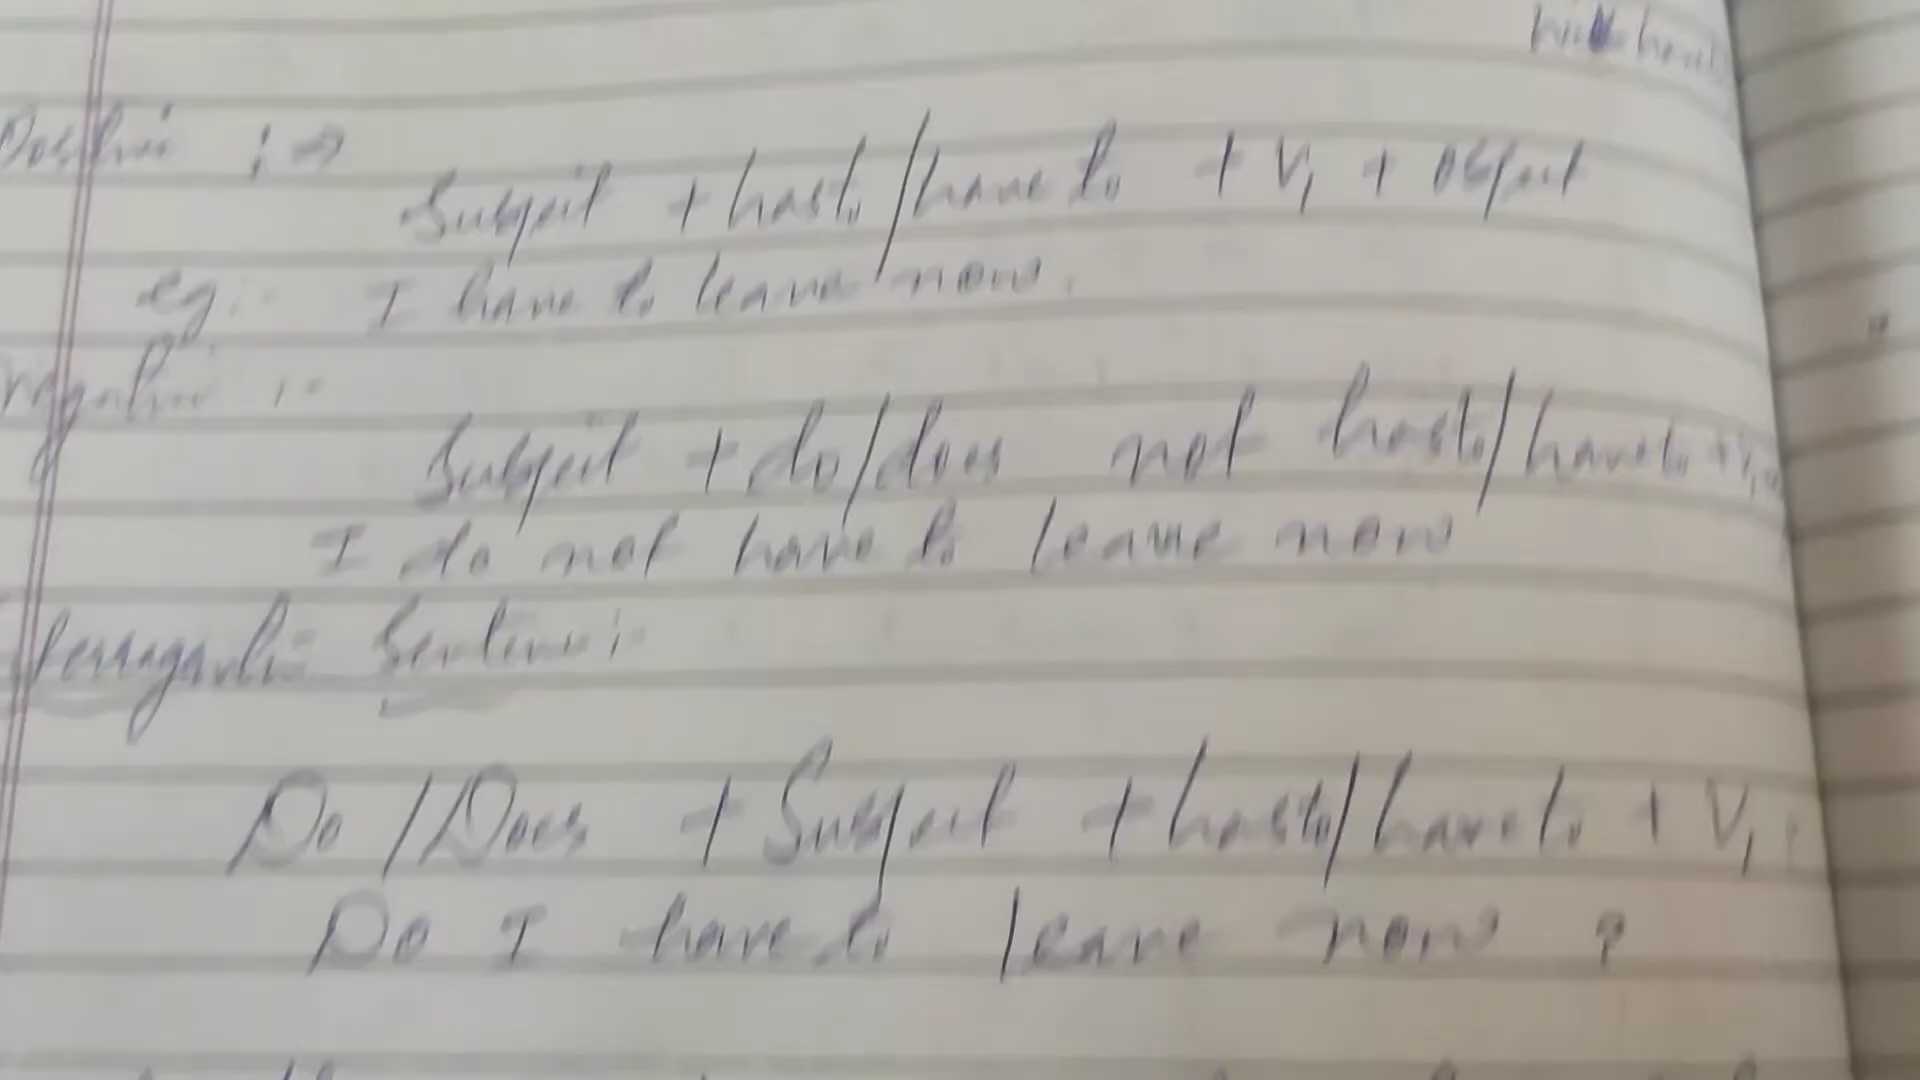 Positive :⇒
Subject + has to/have to + V1 + Object
eg:- I have to leave now.
Negative :-
Subject + do/does not has to/have to + V1
I do not have to leave now
Sentence :-
Do/Does + Subject + has to/have to + V1
Do I have to leave now ?